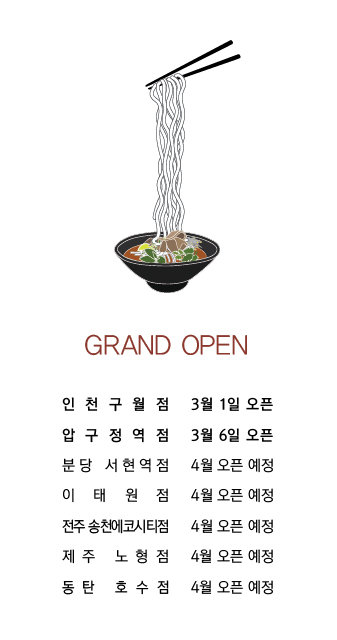 GRAND OPEN
인천구월점 3월 1일 오픈
압구정역점 3월 6일 오픈
분당 서현역점 4월 오픈 예정
이태원점 4월 오픈 예정
전주 송천에코시티점 4월 오픈 예정
제주 노형점 4월 오픈 예정
동탄 호수점 4월 오픈 예정